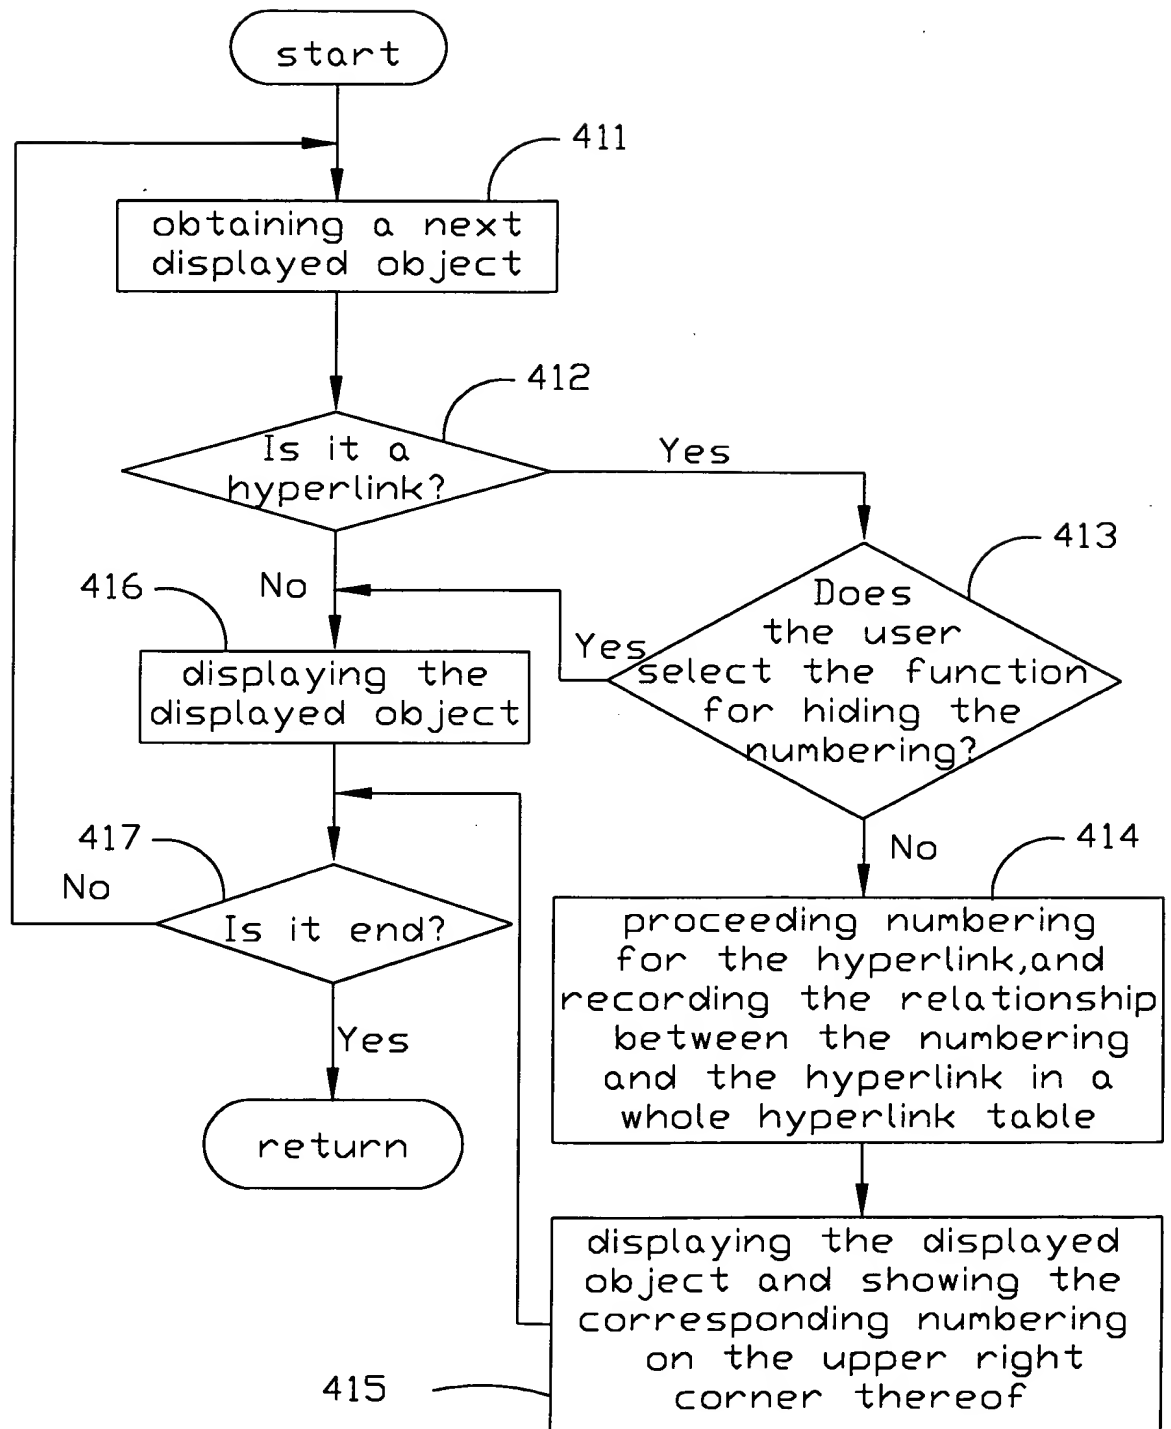 start
411
obtaining a next
displayed object
412
Is it a
hyperlink?
Yes
413
Does
the user
select the function
for hiding the
numbering?
No
416
Yes
displaying the
displayed object
417
No
Is it end?
No
414
proceeding numbering
for the hyperlink,and
recording the relationship
between the numbering
and the hyperlink in a
whole hyperlink table
Yes
return
displaying the displayed
object and showing the
corresponding numbering
on the upper right
corner thereof
415